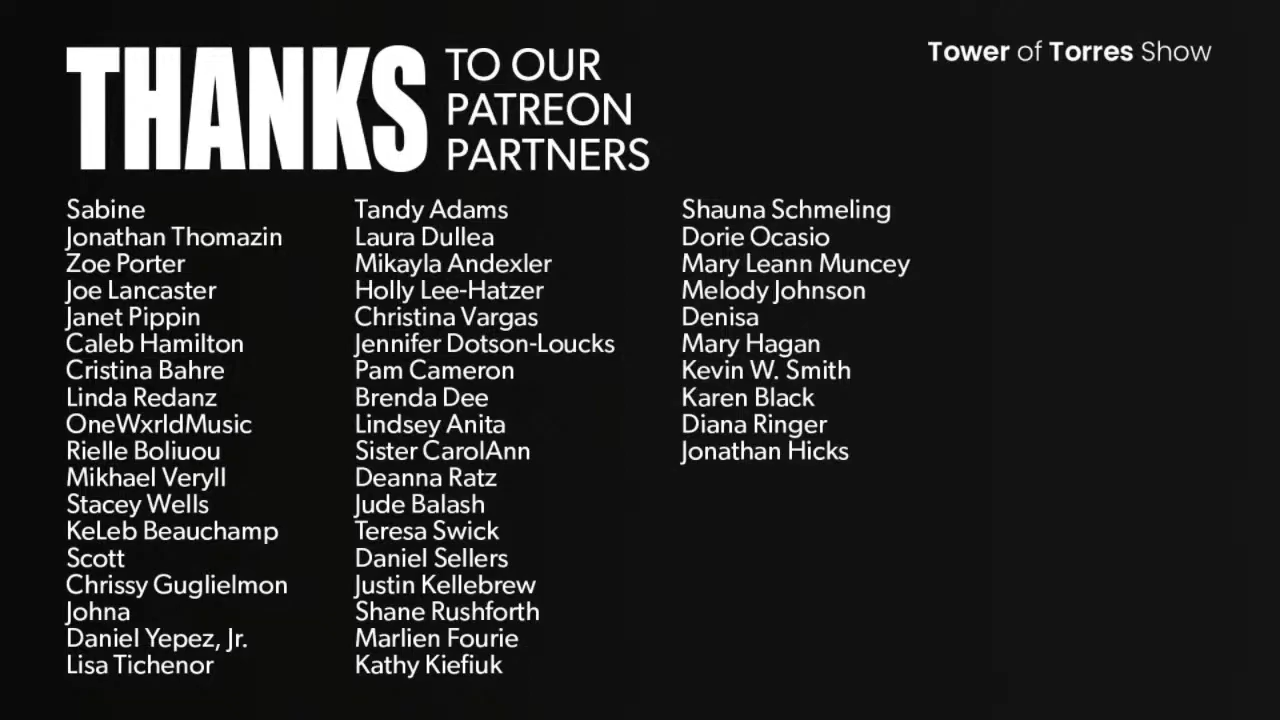 THANKS
TO OUR
PATREON
PARTNERS
Tower of Torres Show
Sabine
Jonathan Thomazin
Zoe Porter
Joe Lancaster
Janet Pippin
Caleb Hamilton
Cristina Bahre
Linda Redanz
OneWxrldMusic
Rielle Boliuou
Mikhael Veryll
Stacey Wells
KeLeb Beauchamp
Scott
Chrissy Guglielmon
Johna
Daniel Yepez, Jr.
Lisa Tichenor
Tandy Adams
Laura Dullea
Mikayla Andexler
Holly Lee-Hatzer
Christina Vargas
Jennifer Dotson-Loucks
Pam Cameron
Brenda Dee
Lindsey Anita
Sister CarolAnn
Deanna Ratz
Jude Balash
Teresa Swick
Daniel Sellers
Justin Kellebrew
Shane Rushforth
Marlien Fourie
Kathy Kiefiuk
Shauna Schmeling
Dorie Ocasio
Mary Leann Muncey
Melody Johnson
Denisa
Mary Hagan
Kevin W. Smith
Karen Black
Diana Ringer
Jonathan Hicks